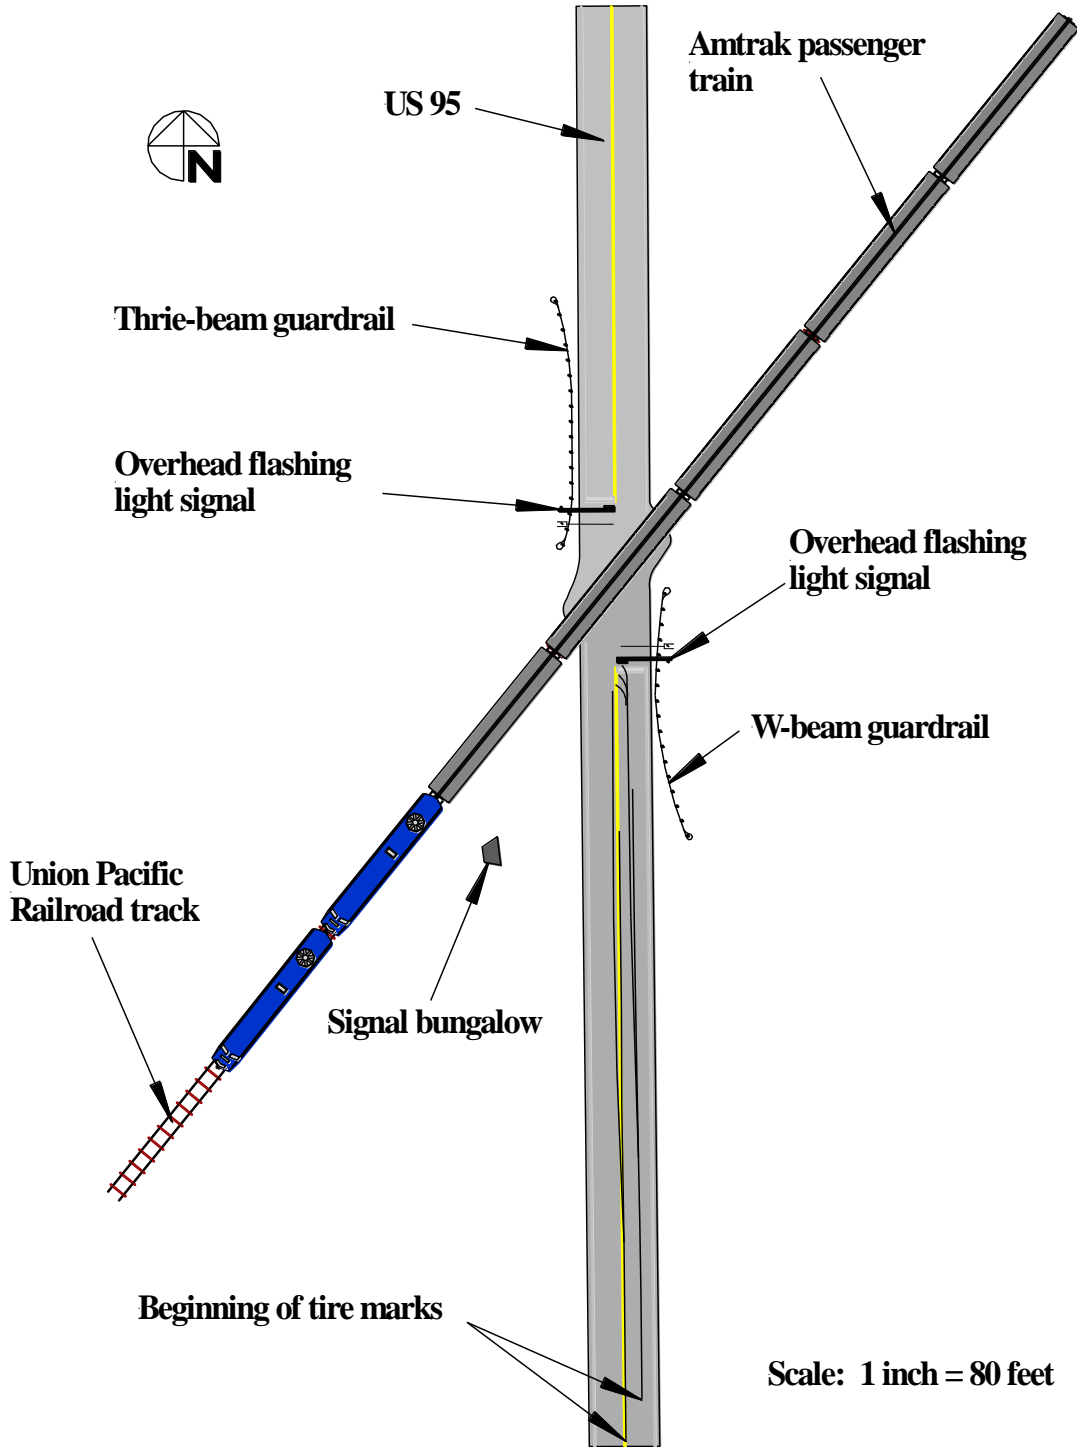 Amtrak passenger
train
US 95
N
Thrie-beam guardrail
Overhead flashing
light signal
Overhead flashing
light signal
W-beam guardrail
Union Pacific
Railroad track
Signal bungalow
Beginning of tire marks
Scale: 1 inch = 80 feet